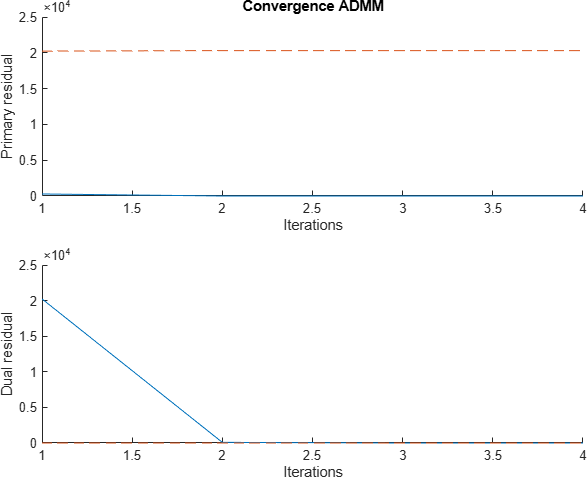 Convergence ADMM
×10⁴
2.5
2
1.5
1
0.5
0
Primary residual
1 1.5 2 2.5 3 3.5 4
Iterations
×10⁴
2.5
2
1.5
1
0.5
0
Dual residual
1 1.5 2 2.5 3 3.5 4
Iterations